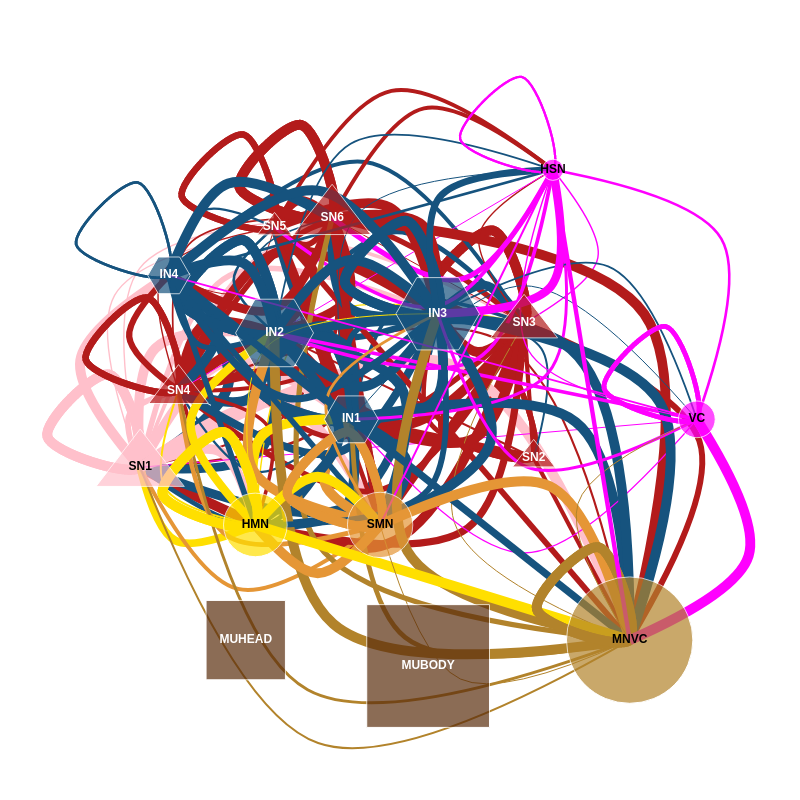 HSN
SN6
SN5
IN4
IN3
SN3
IN2
SN4
IN1
VC
SN2
SN1
HMN
SMN
MUHEAD
MNVC
MUBODY